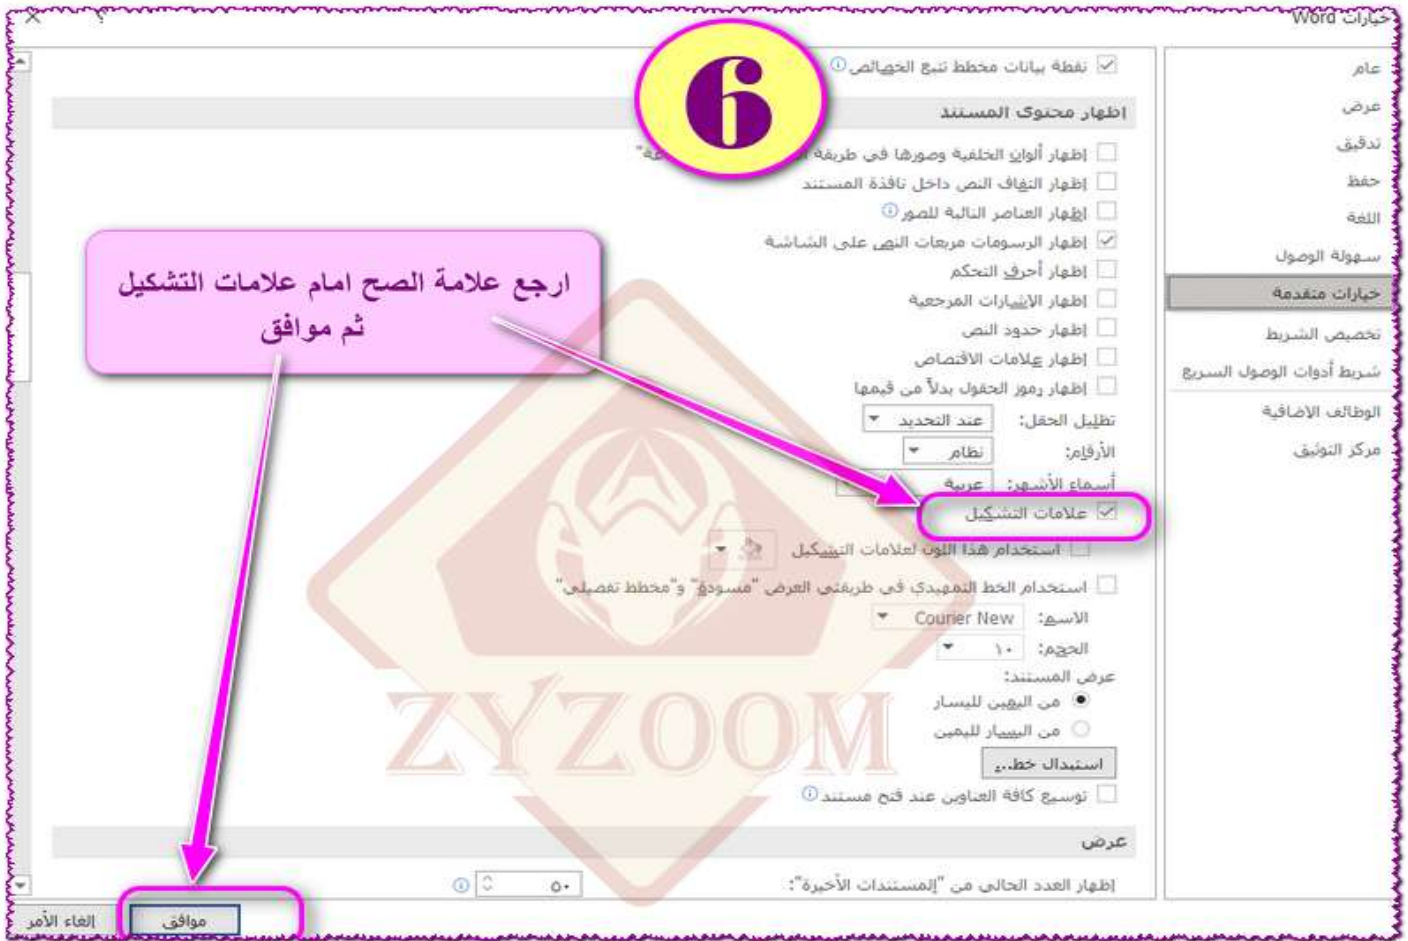 خيارات Word
؟
عام
عرض
تدقيق
حفظ
اللغة
سهولة الوصول
خيارات متقدمة
تخصيص الشريط
شريط أدوات الوصول السريع
الوظائف الإضافية
مركز التوثيق
6
نقطة بيانات مخطط تتبع الخصائص
إظهار محتوى المستند
إظهار ألوان الخلفية وصورها في طريقة
إظهار التفاف النص داخل نافذة المستند
إظهار العناصر النائبة للصور
إظهار الرسومات مربعات النص على الشاشة
إظهار أحرف التحكم
إظهار الإشارات المرجعية
إظهار حدود النص
إظهار علامات الاقتصاص
إظهار رموز الحقول بدلاً من قيمها
تظليل الحقل: عند التحديد
الأرقام: نظام
أسماء الأشهر: عربية
علامات التشكيل
استخدام هذا اللون لعلامات التشكيل
استخدام الخط التمهيدي في طريقتي العرض "مسودة" و"مخطط تفصيلي"
الاسم: Courier New
الحجم: ١٠
عرض المستند:
من اليمين لليسار
من اليسار لليمين
استبدال خط...
توسيع كافة العناوين عند فتح مستند
عرض
إظهار العدد الحالي من "المستندات الأخيرة": ٥٠
ارجع علامة الصح امام علامات التشكيل
ثم موافق
ZYZOOM
موافق
إلغاء الأمر